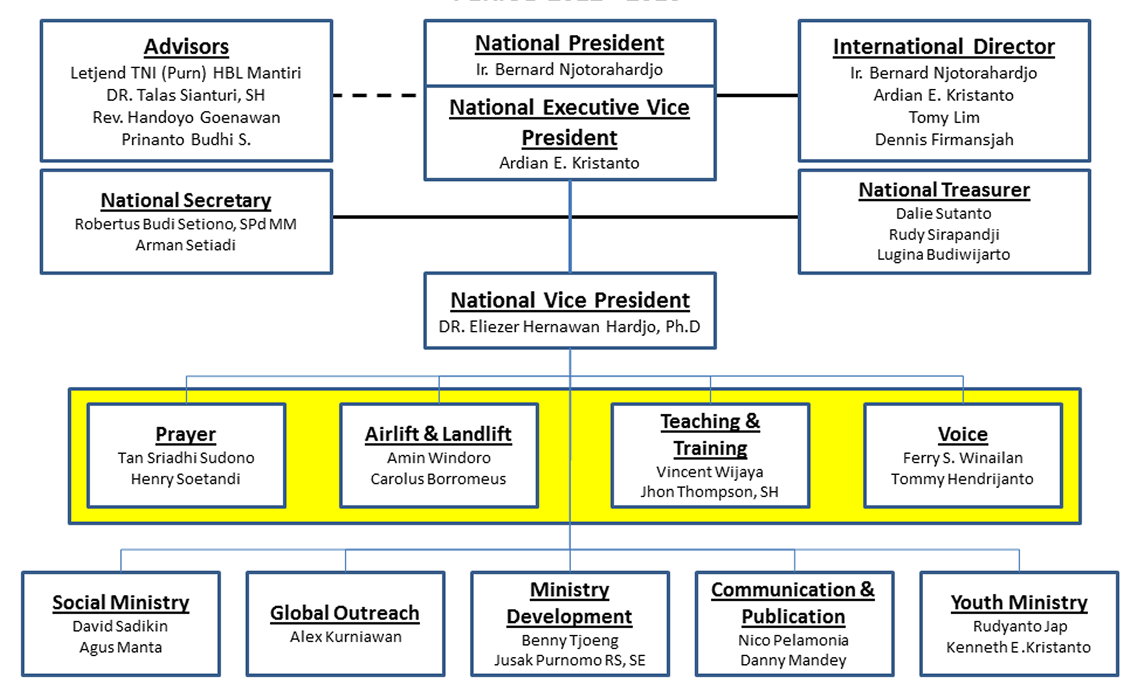 Advisors
Letjend TNI (Purn) HBL Mantiri
DR. Talas Sianturi, SH
Rev. Handoyo Goenawan
Prinanto Budhi S.
National President
Ir. Bernard Njotorahardjo
National Executive Vice
President
Ardian E. Kristanto
International Director
Ir. Bernard Njotorahardjo
Ardian E. Kristanto
Tomy Lim
Dennis Firmansjah
National Secretary
Robertus Budi Setiono, SPd MM
Arman Setiadi
National Treasurer
Dalie Sutanto
Rudy Sirapandji
Lugina Budiwijarto
National Vice President
DR. Eliezer Hernawan Hardjo, Ph.D
Prayer
Tan Sriadhi Sudono
Henry Soetandi
Airlift & Landlift
Amin Windoro
Carolus Borromeus
Teaching &
Training
Vincent Wijaya
Jhon Thompson, SH
Voice
Ferry S. Winailan
Tommy Hendrijanto
Social Ministry
David Sadikin
Agus Manta
Global Outreach
Alex Kurniawan
Ministry
Development
Benny Tjoeng
Jusak Purnomo RS, SE
Communication &
Publication
Nico Pelamonia
Danny Mandey
Youth Ministry
Rudyanto Jap
Kenneth E .Kristanto